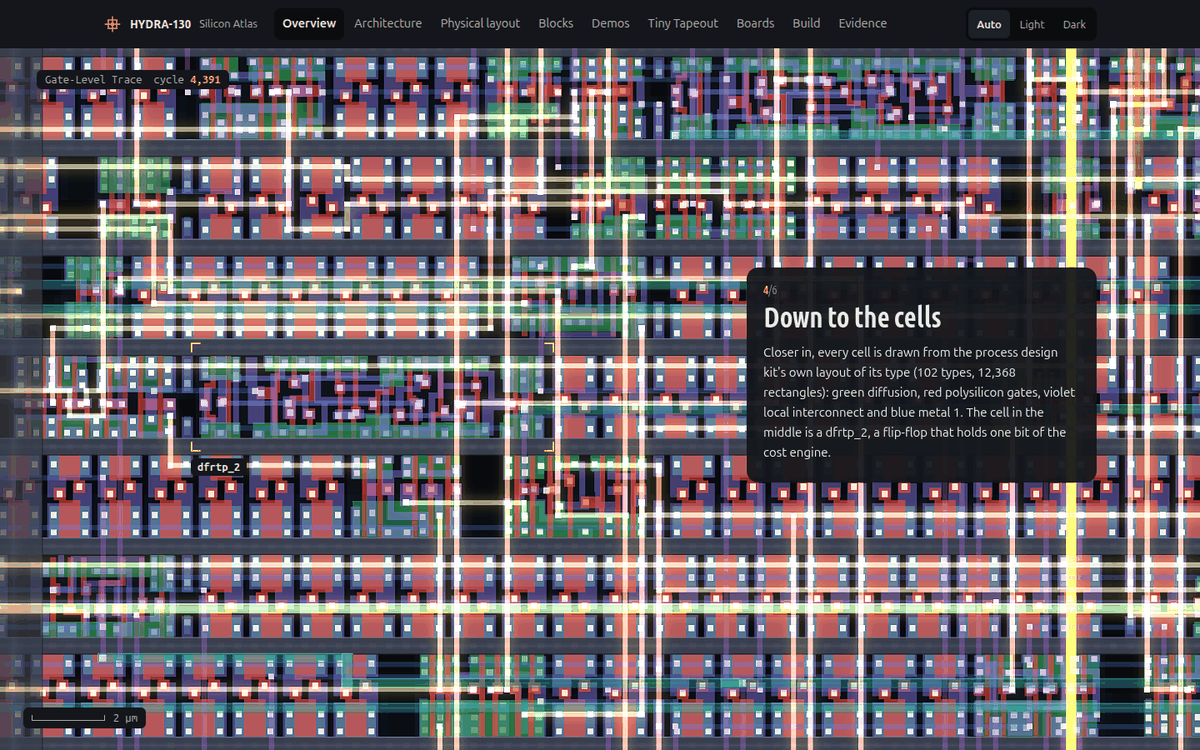 HYDRA-130 Silicon Atlas Overview Architecture Physical layout Blocks Demos Tiny Tapeout Boards Build Evidence Auto Light Dark
Gate-Level Trace cycle 4,391
4/6
Down to the cells
Closer in, every cell is drawn from the process design
kit's own layout of its type (102 types, 12,368
rectangles): green diffusion, red polysilicon gates, violet
local interconnect and blue metal 1. The cell in the
middle is a dfrtp_2, a flip-flop that holds one bit of the
cost engine.
dfrtp_2
2 µm